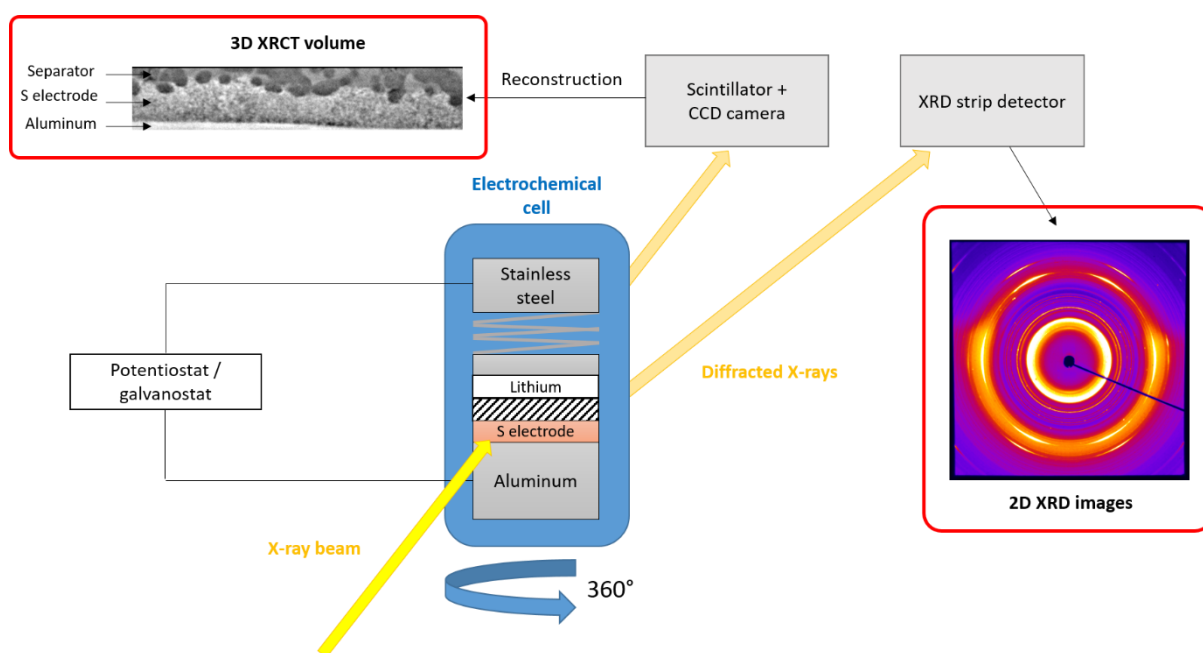 3D XRCT volume
Separator
S electrode
Aluminum
Reconstruction
Scintillator +
CCD camera
XRD strip detector
Electrochemical
cell
Stainless
steel
Potentiostat /
galvanostat
Lithium
S electrode
Aluminum
Diffracted X-rays
X-ray beam
360°
2D XRD images